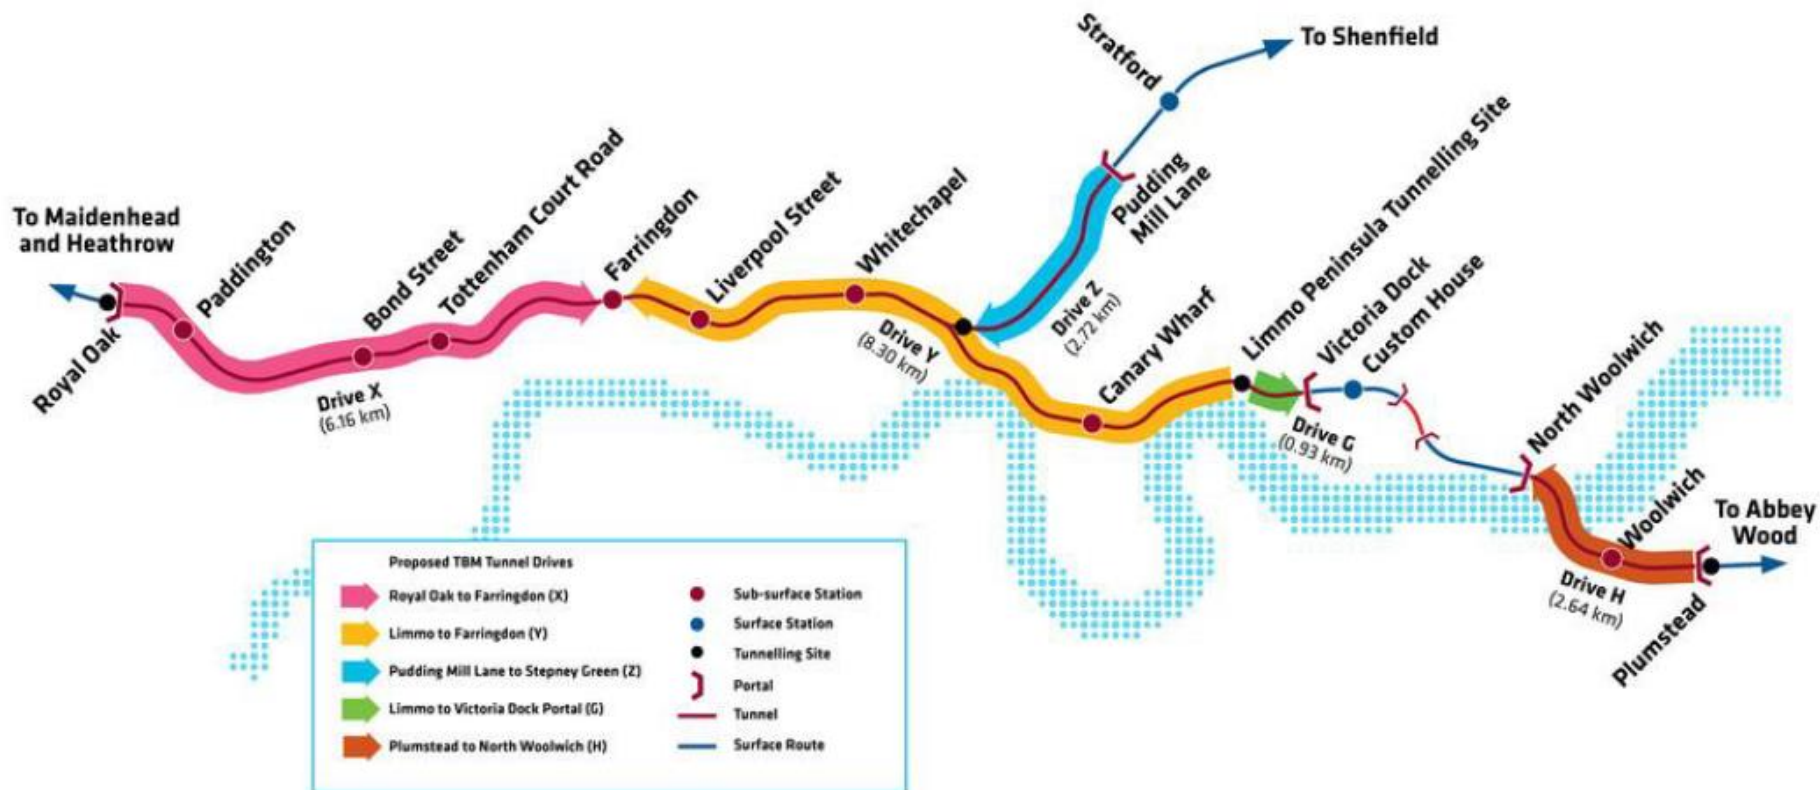 To Maidenhead
and Heathrow
Royal Oak
Paddington
Bond Street
Tottenham Court Road
Drive X
(6.16 km)
Farringdon
Liverpool Street
Whitechapel
Drive Y
(8.30 km)
Stratford
To Shenfield
Pudding
Mill Lane
Drive Z
(2.72 km)
Canary Wharf
Limmo Peninsula Tunnelling Site
Victoria Dock
Custom House
Drive G
(0.93 km)
North Woolwich
Woolwich
Drive H
(2.64 km)
Plumstead
To Abbey
Wood
Proposed TBM Tunnel Drives
Royal Oak to Farringdon (X)
Limmo to Farringdon (Y)
Pudding Mill Lane to Stepney Green (Z)
Limmo to Victoria Dock Portal (G)
Plumstead to North Woolwich (H)
Sub-surface Station
Surface Station
Tunnelling Site
Portal
Tunnel
Surface Route